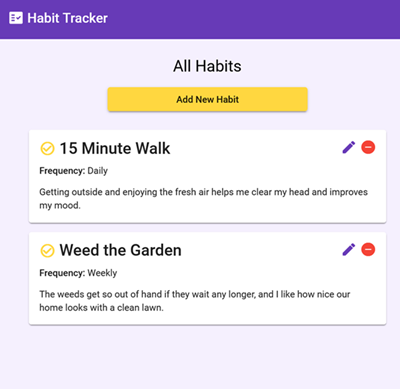 Habit Tracker
All Habits
Add New Habit
15 Minute Walk
Frequency: Daily
Getting outside and enjoying the fresh air helps me clear my head and improves
my mood.
Weed the Garden
Frequency: Weekly
The weeds get so out of hand if they wait any longer, and I like how nice our
home looks with a clean lawn.